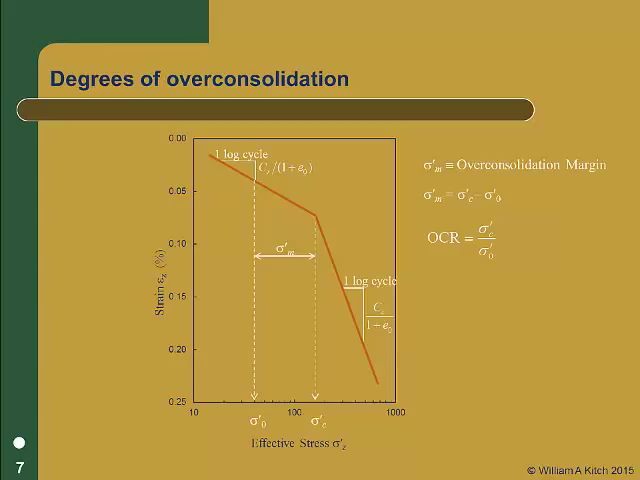 Degrees of overconsolidation
0.00
0.05
0.10
0.15
0.20
0.25
Strain εz (%)
10
100
1000
1 log cycle
Cs/(1+e0)
σ'm
1 log cycle
Cc
1+e0
σ'0
σ'c
Effective Stress σ'z
σ'm ≡ Overconsolidation Margin
σ'm = σ'c – σ'0
OCR = σ'c / σ'0
7
© William A Kitch 2015